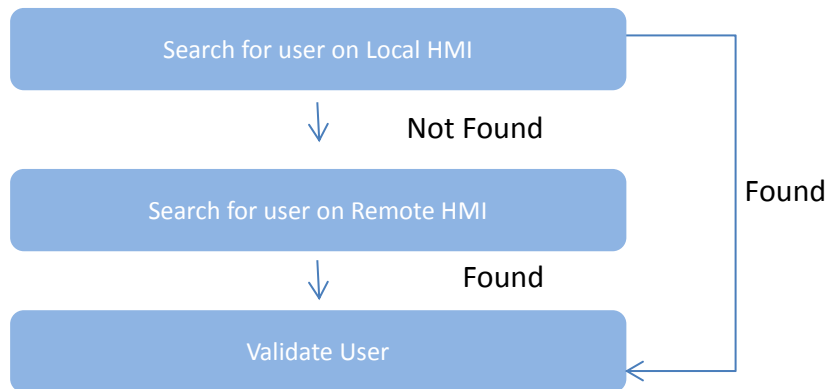 Search for user on Local HMI
Not Found
Found
Search for user on Remote HMI
Found
Validate User